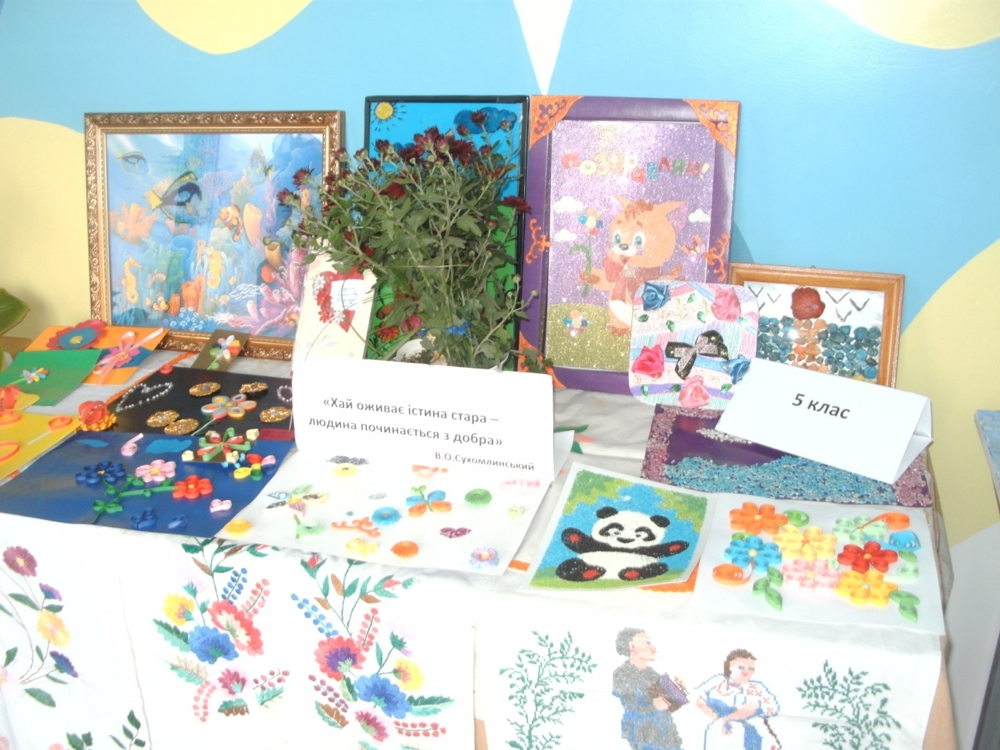 поздравляю!
«Хай оживає істина стара –
людина починається з добра»
В.О.Сухомлинський
5 клас